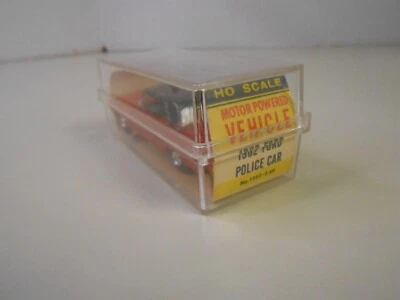 HO SCALE
MOTOR POWERED
VEHICLE
1962 FORD
POLICE CAR